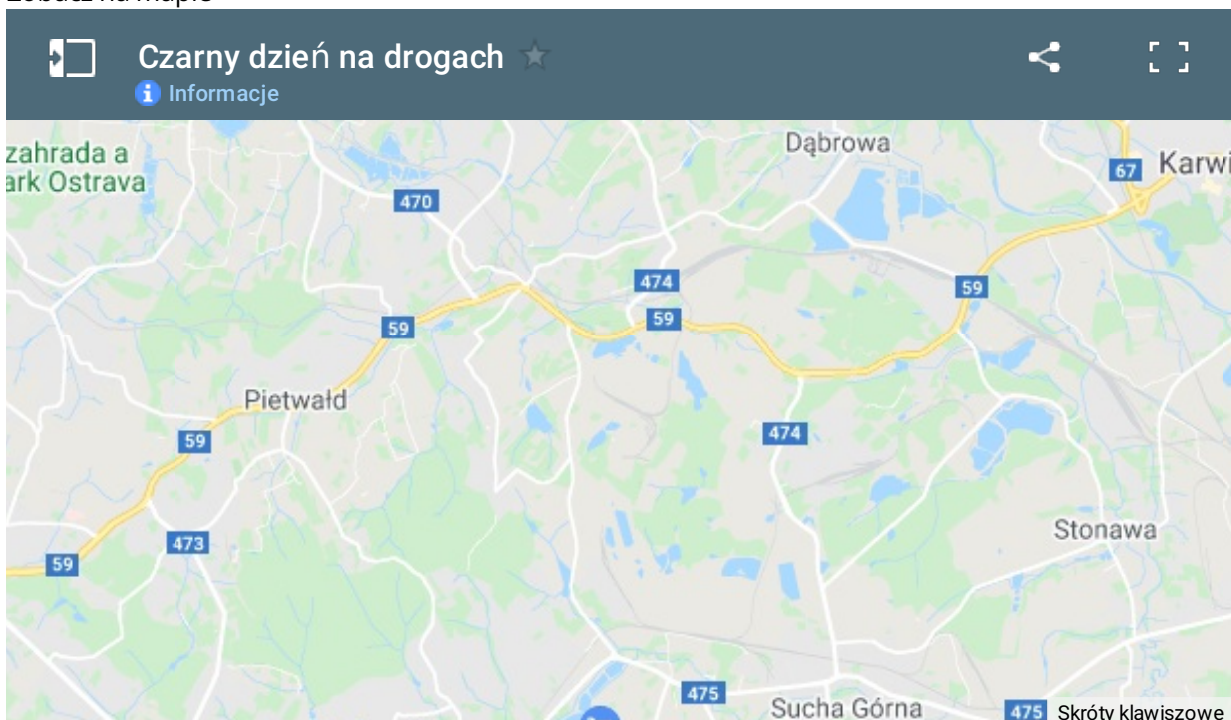 Czarny dzień na drogach
Informacje
zahrada a
ark Ostrava
Dąbrowa
67
Karwi
470
474
59
59
59
Pietwałd
59
474
Stonawa
473
59
475
Sucha Górna
475
Skróty klawiszowe